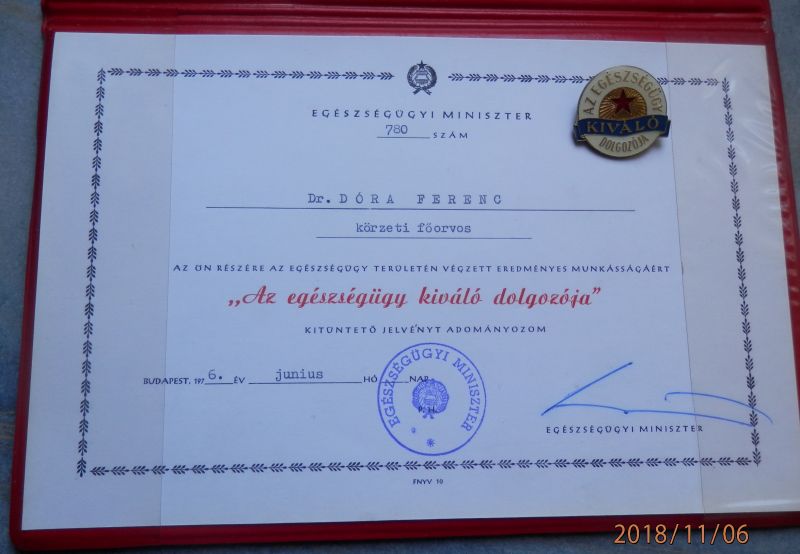 EGÉSZSÉGÜGYI MINISZTER
780 SZÁM
AZ EGÉSZSÉGÜGY
KIVÁLÓ
DOLGOZÓJA
Dr. DÓRA FERENC
körzeti főorvos
AZ ÖN RÉSZÉRE AZ EGÉSZSÉGÜGY TERÜLETÉN VÉGZETT EREDMÉNYES MUNKÁSSÁGÁÉRT
„Az egészségügy kiváló dolgozója"
KITÜNTETŐ JELVÉNYT ADOMÁNYOZOM
BUDAPEST, 1976. ÉV junius HÓ NAP
P. H.
EGÉSZSÉGÜGYI MINISZTER
EGÉSZSÉGÜGYI MINISZTER
FNYV 10
2018/11/06